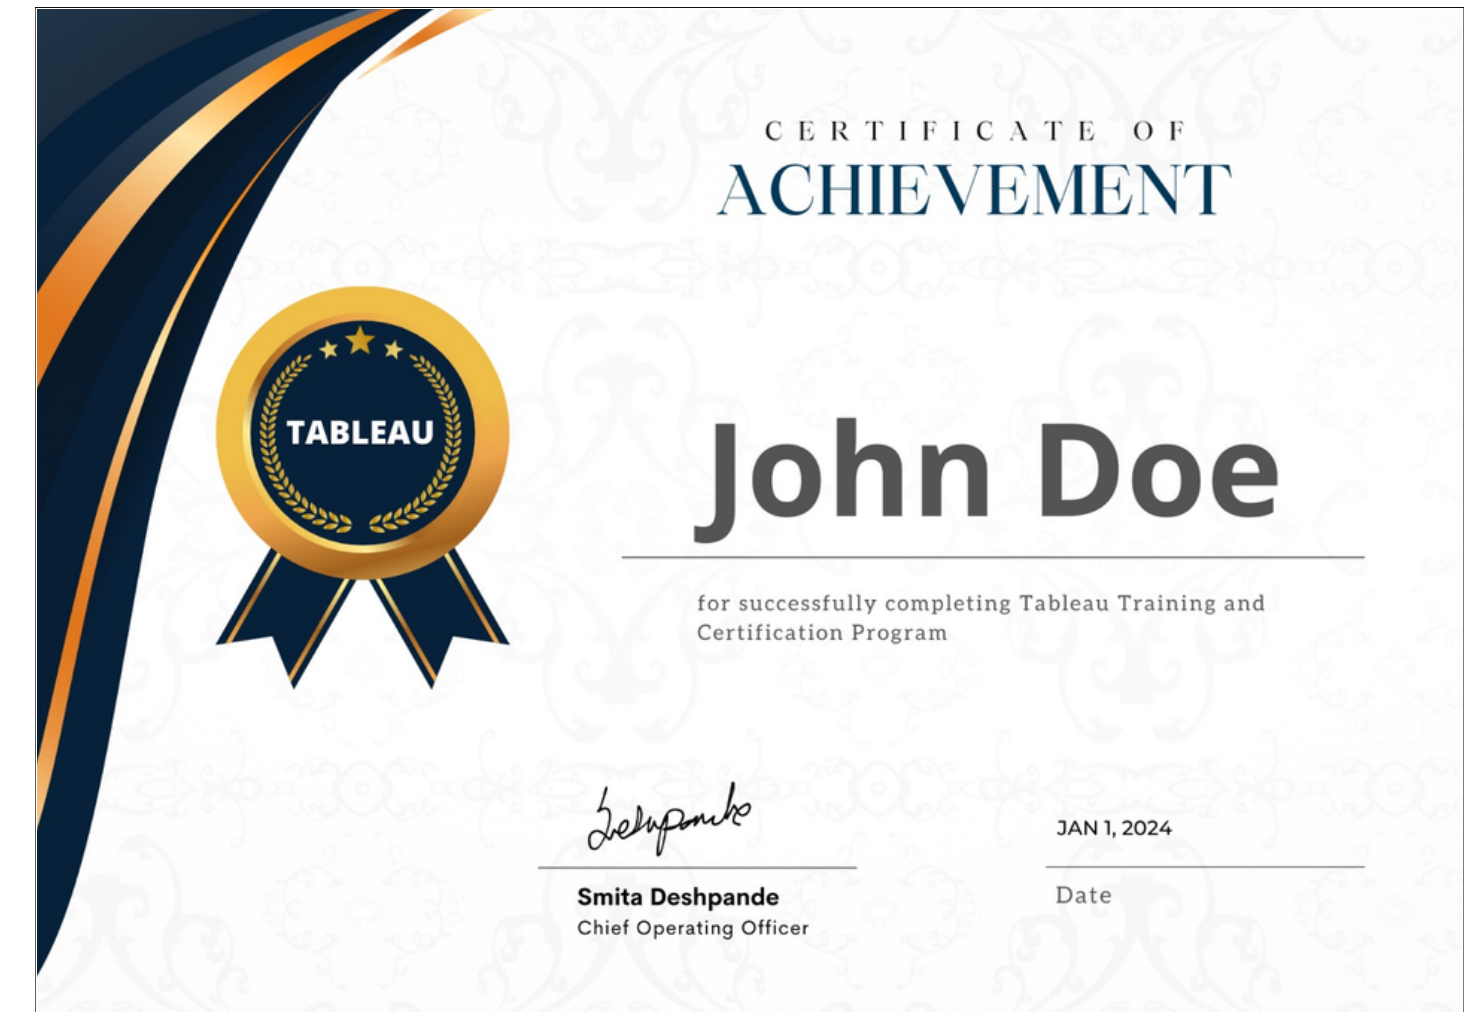 CERTIFICATE OF
ACHIEVEMENT
TABLEAU
John Doe
for successfully completing Tableau Training and
Certification Program
Deshpande
Smita Deshpande
Chief Operating Officer
JAN 1, 2024
Date